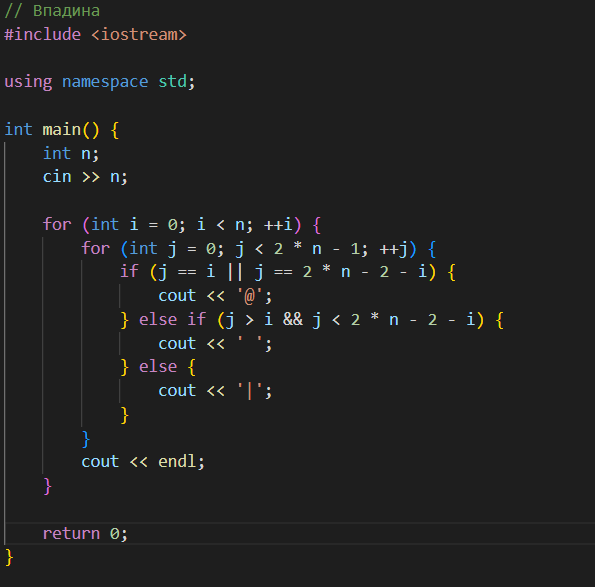 // Впадина
#include <iostream>

using namespace std;

int main() {
    int n;
    cin >> n;

    for (int i = 0; i < n; ++i) {
        for (int j = 0; j < 2 * n - 1; ++j) {
            if (j == i || j == 2 * n - 2 - i) {
                cout << '@';
            } else if (j > i && j < 2 * n - 2 - i) {
                cout << ' ';
            } else {
                cout << '|';
            }
        }
        cout << endl;
    }

    return 0;
}